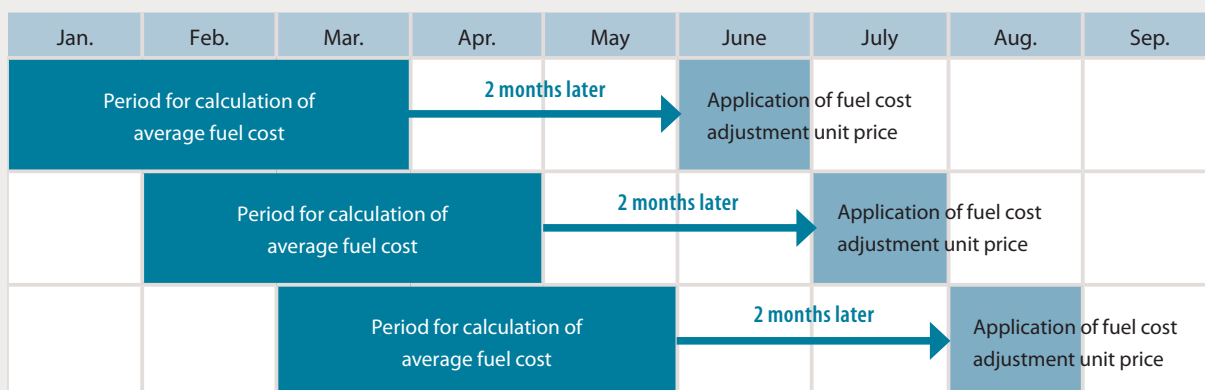 Jan. Feb. Mar. Apr. May June July Aug. Sep.
Period for calculation of
average fuel cost
2 months later
Application of fuel cost
adjustment unit price
Period for calculation of
average fuel cost
2 months later
Application of fuel cost
adjustment unit price
Period for calculation of
average fuel cost
2 months later
Application of fuel cost
adjustment unit price